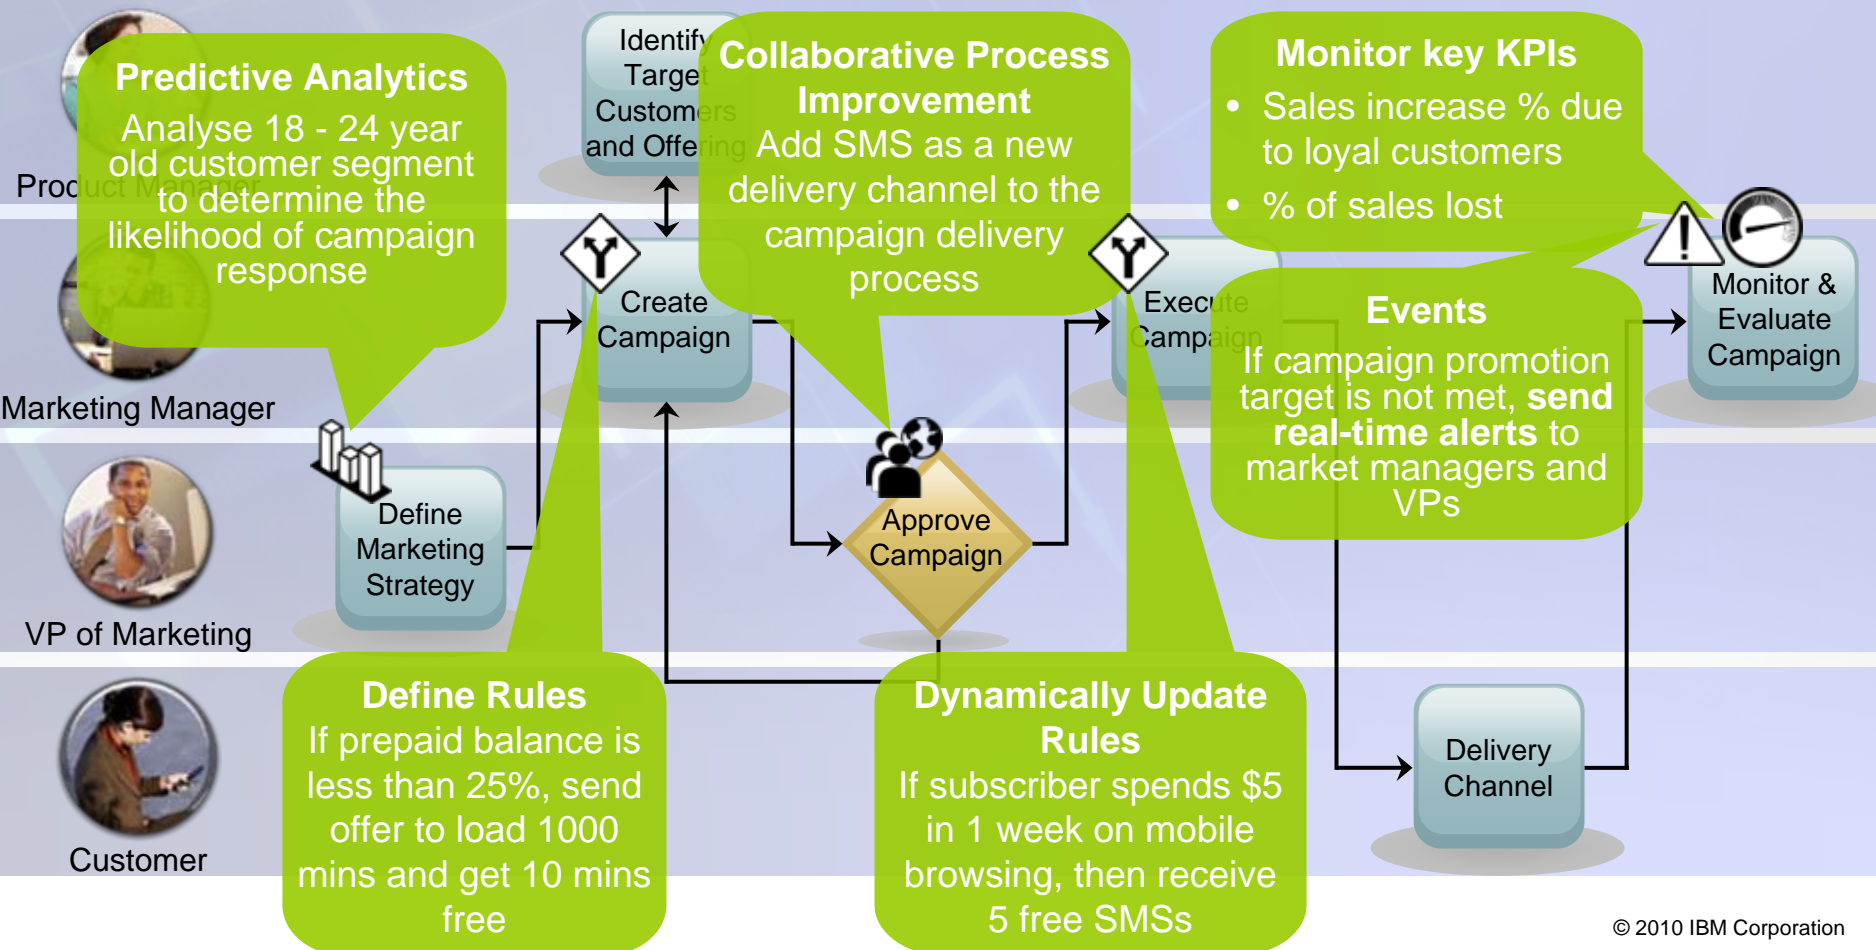 Predictive Analytics
Analyse 18 - 24 year
old customer segment
to determine the
likelihood of campaign
response
Identify
Target
Customers
and Offering
Collaborative Process
Improvement
Add SMS as a new
delivery channel to the
campaign delivery
process
Monitor key KPIs
• Sales increase % due
to loyal customers
• % of sales lost
Product Manager
Create
Campaign
Execute
Campaign
Events
If campaign promotion
target is not met, send
real-time alerts to
market managers and
VPs
Monitor &
Evaluate
Campaign
Marketing Manager
Define
Marketing
Strategy
Approve
Campaign
VP of Marketing
Define Rules
If prepaid balance is
less than 25%, send
offer to load 1000
mins and get 10 mins
free
Dynamically Update
Rules
If subscriber spends $5
in 1 week on mobile
browsing, then receive
5 free SMSs
Delivery
Channel
Customer
© 2010 IBM Corporation